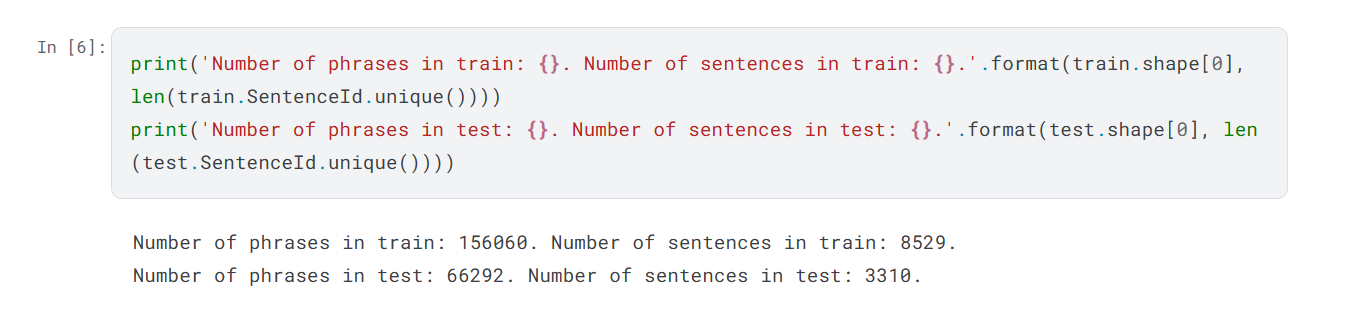 In [6]:
print('Number of phrases in train: {}. Number of sentences in train: {}.'.format(train.shape[0],
len(train.SentenceId.unique())))
print('Number of phrases in test: {}. Number of sentences in test: {}.'.format(test.shape[0], len
(test.SentenceId.unique())))
Number of phrases in train: 156060. Number of sentences in train: 8529.
Number of phrases in test: 66292. Number of sentences in test: 3310.